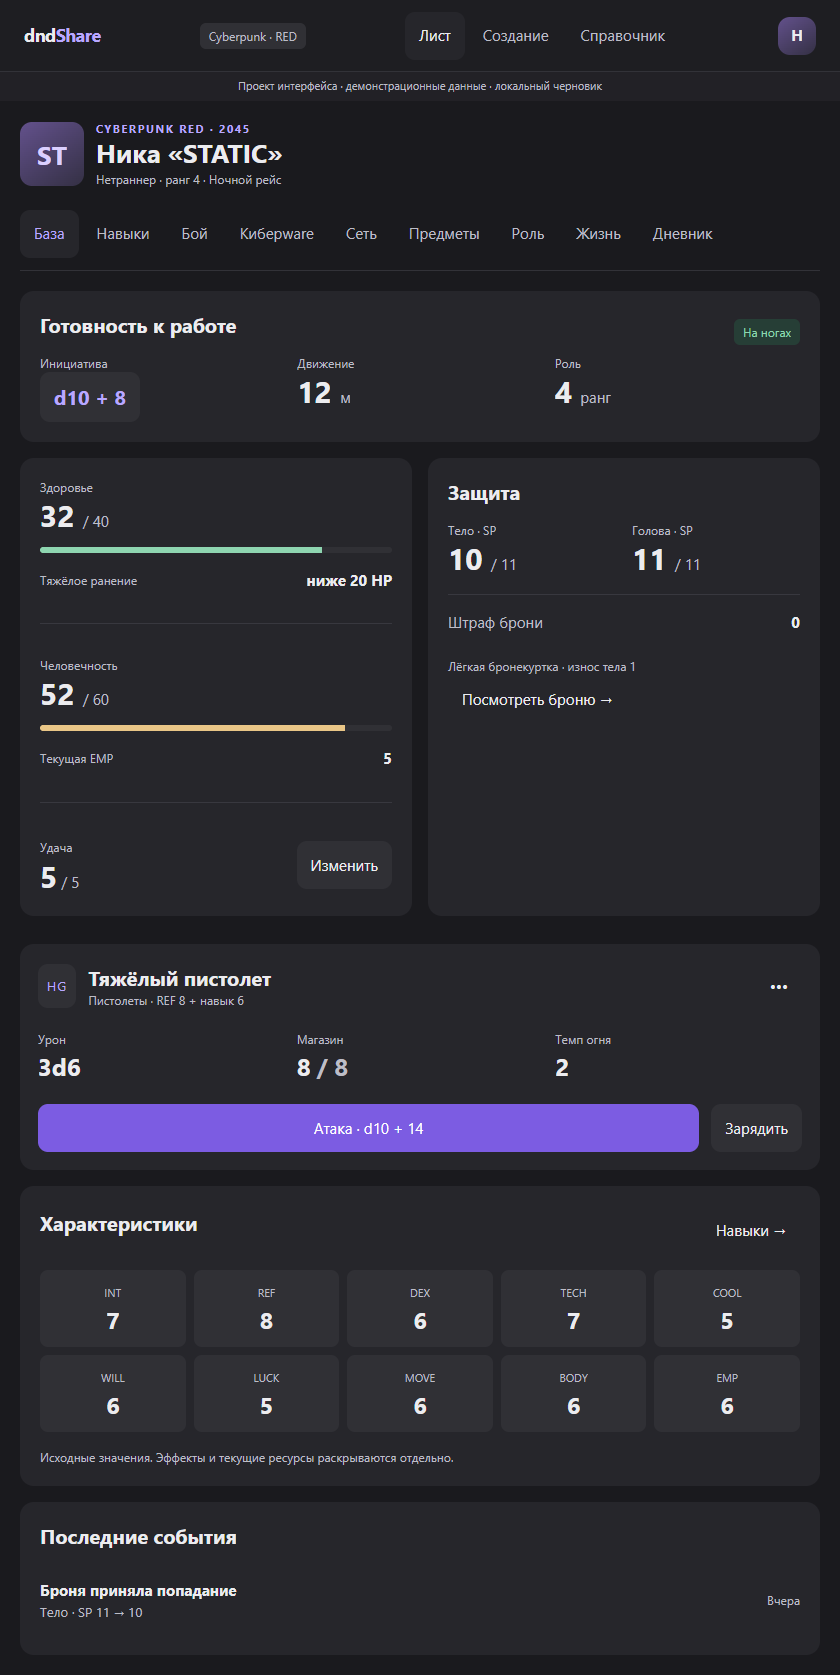 dndShare
Cyberpunk · RED
Лист
Создание
Справочник
Н
Проект интерфейса · демонстрационные данные · локальный черновик
ST
CYBERPUNK RED · 2045
Ника «STATIC»
Нетраннер · ранг 4 · Ночной рейс
База
Навыки
Бой
Киберware
Сеть
Предметы
Роль
Жизнь
Дневник
Готовность к работе
На ногах
Инициатива
d10 + 8
Движение
12 м
Роль
4 ранг
Здоровье
32 / 40
Тяжёлое ранение
ниже 20 HP
Человечность
52 / 60
Текущая EMP
5
Удача
5 / 5
Изменить
Защита
Тело · SP
10 / 11
Голова · SP
11 / 11
Штраф брони
0
Лёгкая бронекуртка · износ тела 1
Посмотреть броню →
HG
Тяжёлый пистолет
Пистолеты · REF 8 + навык 6
•••
Урон
3d6
Магазин
8 / 8
Темп огня
2
Атака · d10 + 14
Зарядить
Характеристики
Навыки →
INT
7
REF
8
DEX
6
TECH
7
COOL
5
WILL
6
LUCK
5
MOVE
6
BODY
6
EMP
6
Исходные значения. Эффекты и текущие ресурсы раскрываются отдельно.
Последние события
Броня приняла попадание
Тело · SP 11 → 10
Вчера